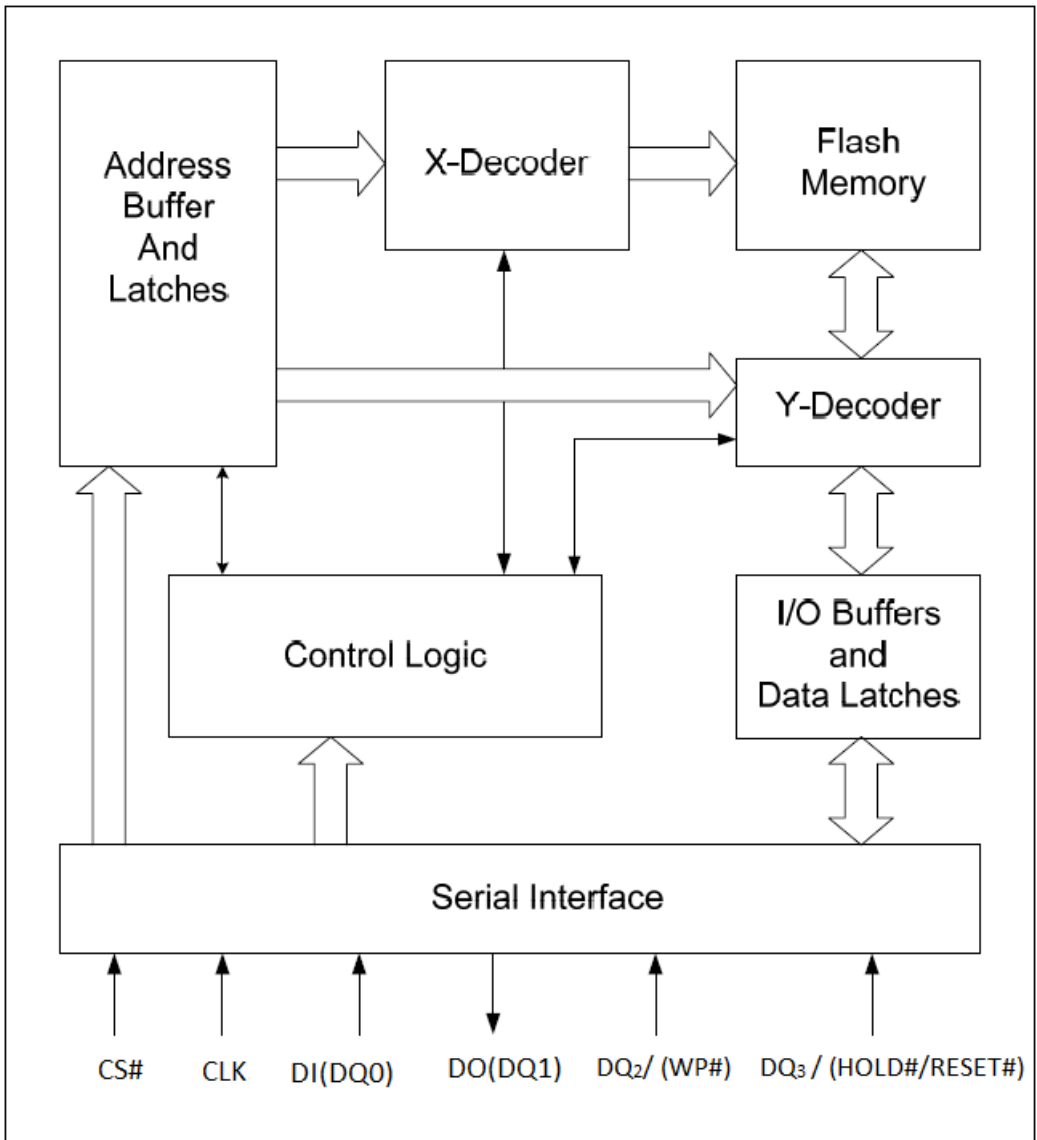 Address
Buffer
And
Latches
X-Decoder
Flash
Memory
Y-Decoder
Control Logic
I/O Buffers
and
Data Latches
Serial Interface
CS#
CLK
DI(DQ0)
DO(DQ1)
DQ₂/ (WP#)
DQ₃ / (HOLD#/RESET#)